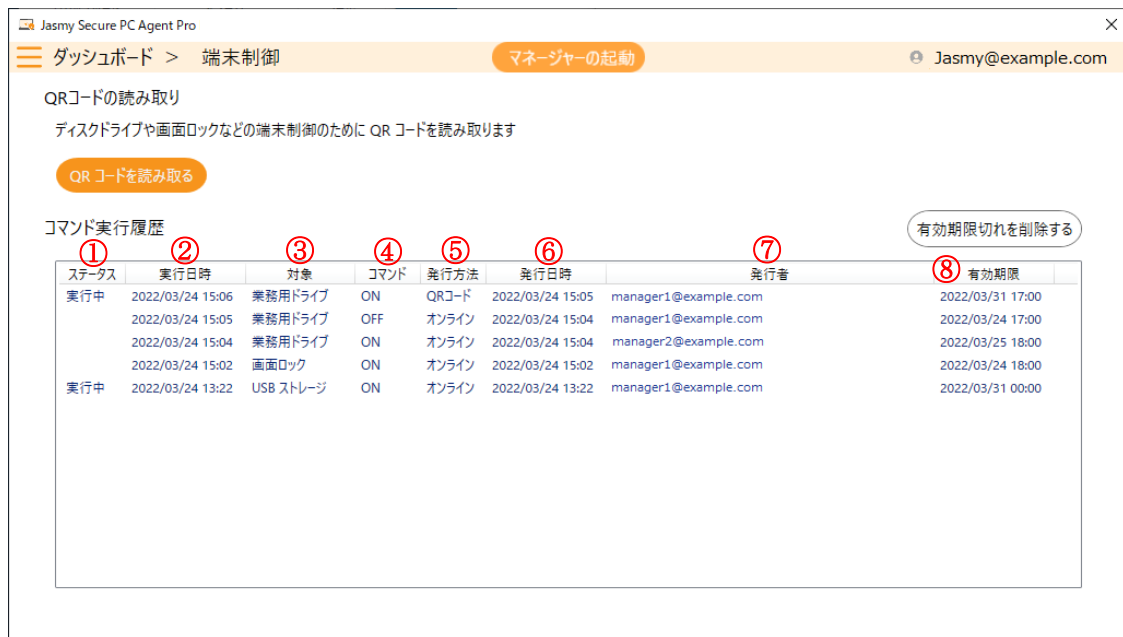 Jasmy Secure PC Agent Pro
ダッシュボード > 端末制御 マネージャーの起動 Jasmy@example.com
QRコードの読み取り
ディスクドライブや画面ロックなどの端末制御のために QR コードを読み取ります
QR コードを読み取る
コマンド実行履歴 有効期限切れを削除する
① ② ③ ④ ⑤ ⑥ ⑦ ⑧
ステータス 実行日時 対象 コマンド 発行方法 発行日時 発行者 有効期限
実行中 2022/03/24 15:06 業務用ドライブ ON QRコード 2022/03/24 15:05 manager1@example.com 2022/03/31 17:00
2022/03/24 15:05 業務用ドライブ OFF オンライン 2022/03/24 15:04 manager1@example.com 2022/03/24 17:00
2022/03/24 15:04 業務用ドライブ ON オンライン 2022/03/24 15:04 manager2@example.com 2022/03/25 18:00
2022/03/24 15:02 画面ロック ON オンライン 2022/03/24 15:02 manager1@example.com 2022/03/24 18:00
実行中 2022/03/24 13:22 USB ストレージ ON オンライン 2022/03/24 13:22 manager1@example.com 2022/03/31 00:00